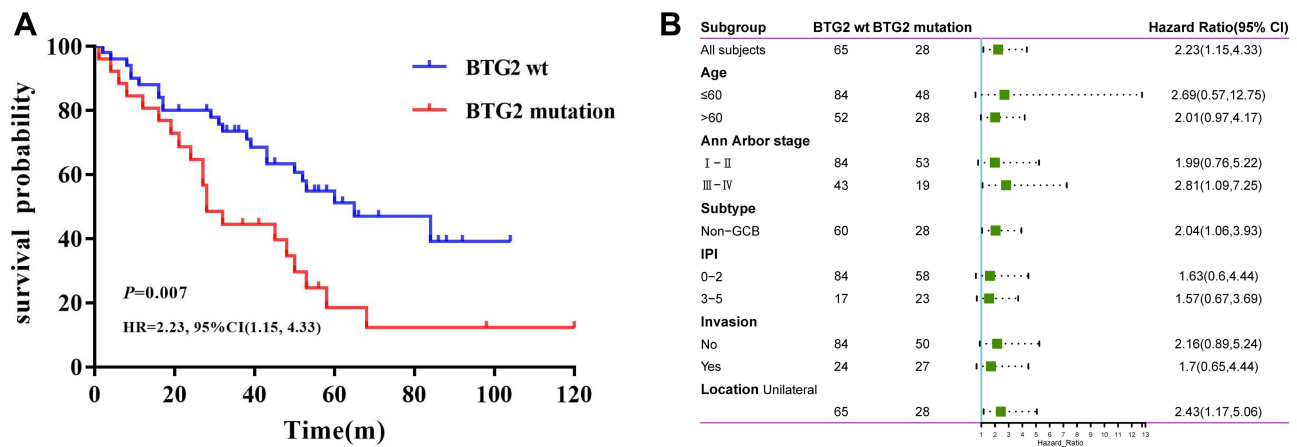 A
survival probability
100
80
60
40
20
0
BTG2 wt
BTG2 mutation
P=0.007
HR=2.23, 95%CI(1.15, 4.33)
0 20 40 60 80 100 120
Time(m)
B
Subgroup BTG2 wt BTG2 mutation Hazard Ratio(95% CI)
All subjects 65 28 2.23(1.15,4.33)
Age
≤60 84 48 2.69(0.57,12.75)
>60 52 28 2.01(0.97,4.17)
Ann Arbor stage
Ⅰ−Ⅱ 84 53 1.99(0.76,5.22)
Ⅲ−Ⅳ 43 19 2.81(1.09,7.25)
Subtype
Non−GCB 60 28 2.04(1.06,3.93)
IPI
0−2 84 58 1.63(0.6,4.44)
3−5 17 23 1.57(0.67,3.69)
Invasion
No 84 50 2.16(0.89,5.24)
Yes 24 27 1.7(0.65,4.44)
Location Unilateral
65 28 2.43(1.17,5.06)
1 2 3 4 5 6 7 8 9 10 11 12 13
Hazard_Ratio